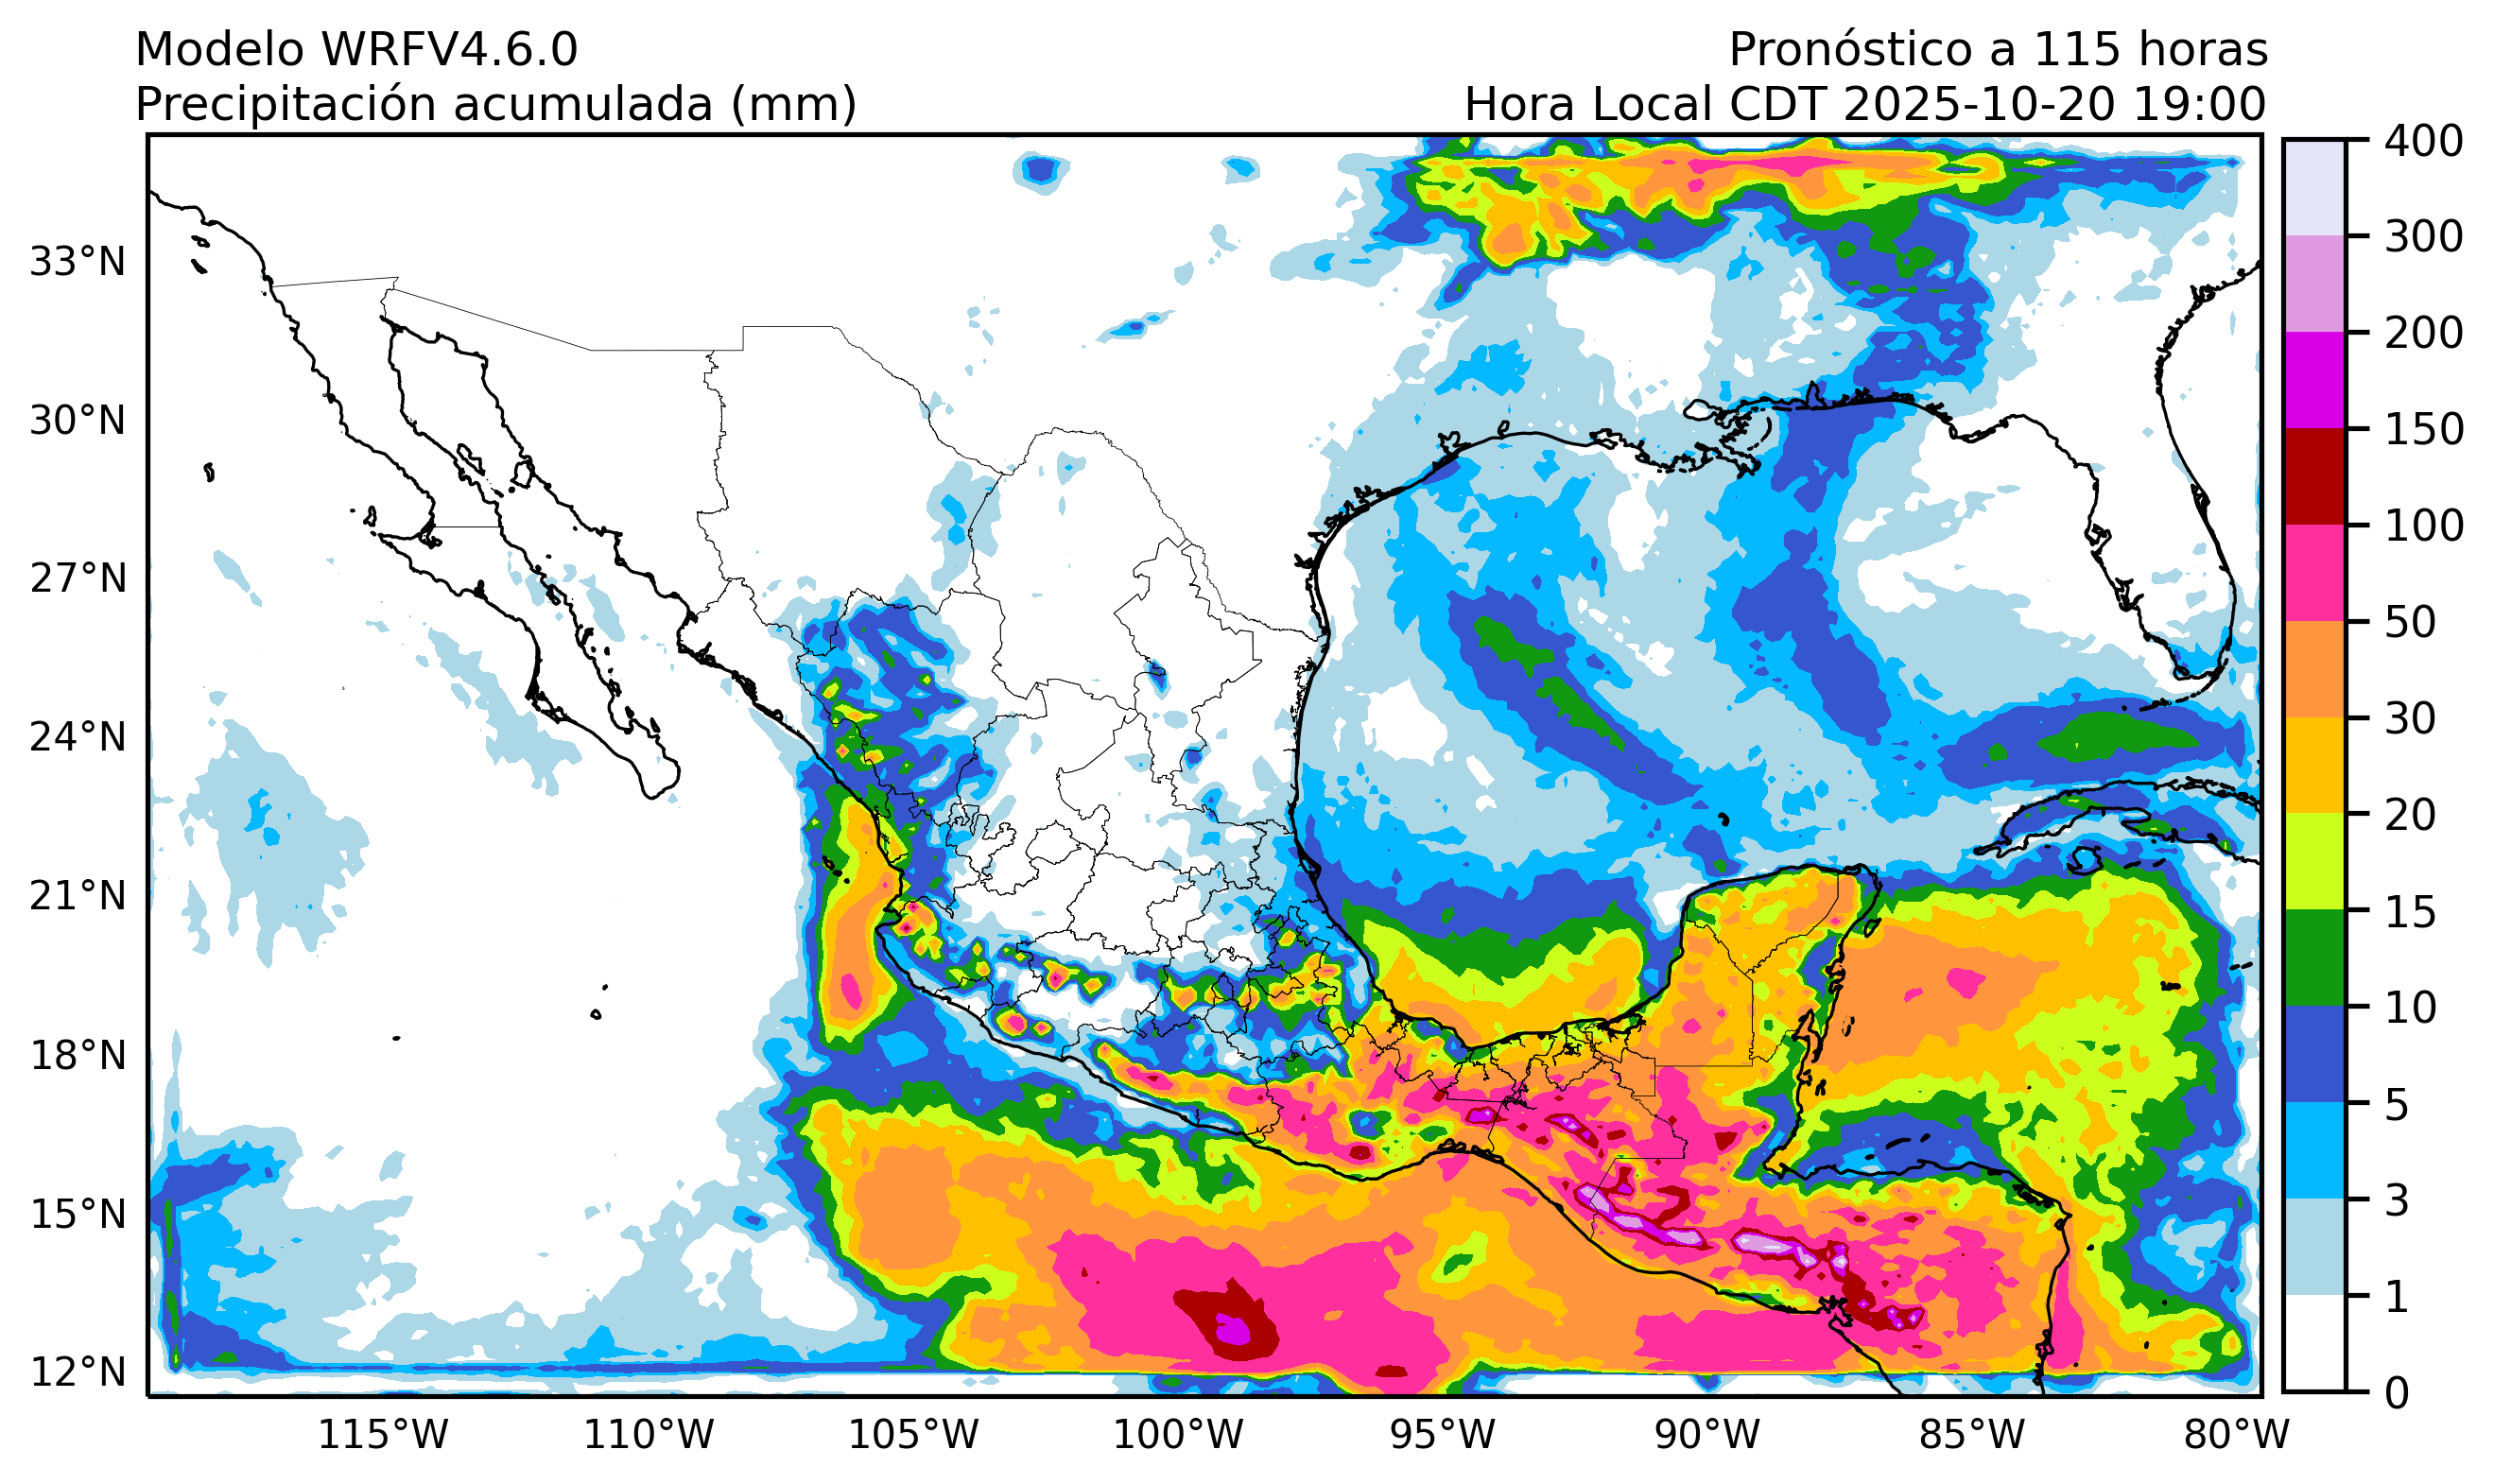 Modelo WRFV4.6.0
Precipitación acumulada (mm)
Pronóstico a 115 horas
Hora Local CDT 2025-10-20 19:00
33°N
30°N
27°N
24°N
21°N
18°N
15°N
12°N
115°W
110°W
105°W
100°W
95°W
90°W
85°W
80°W
400
300
200
150
100
50
30
20
15
10
5
3
1
0